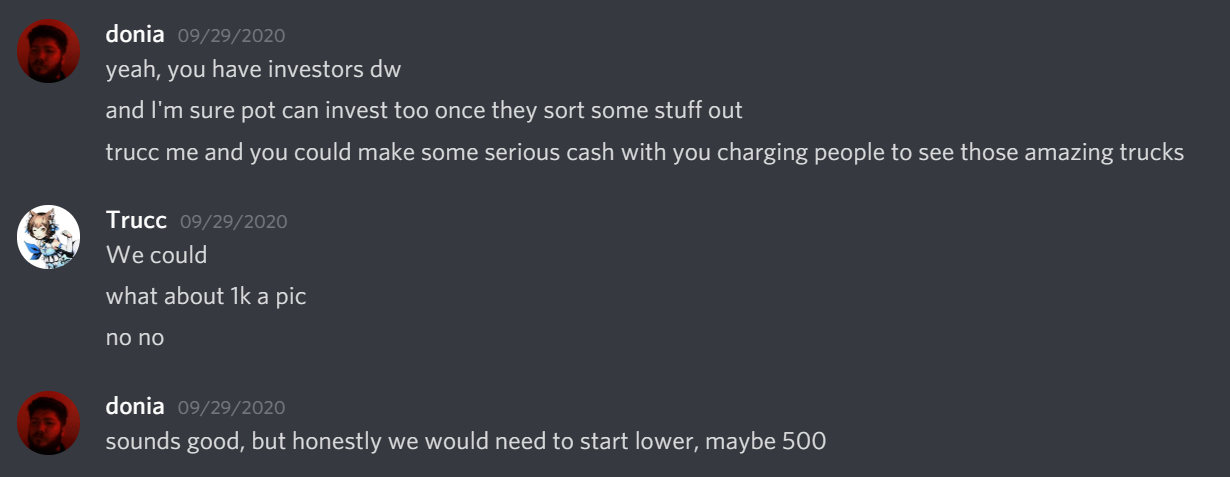 donia 09/29/2020
yeah, you have investors dw
and I'm sure pot can invest too once they sort some stuff out
trucc me and you could make some serious cash with you charging people to see those amazing trucks
Trucc 09/29/2020
We could
what about 1k a pic
no no
donia 09/29/2020
sounds good, but honestly we would need to start lower, maybe 500